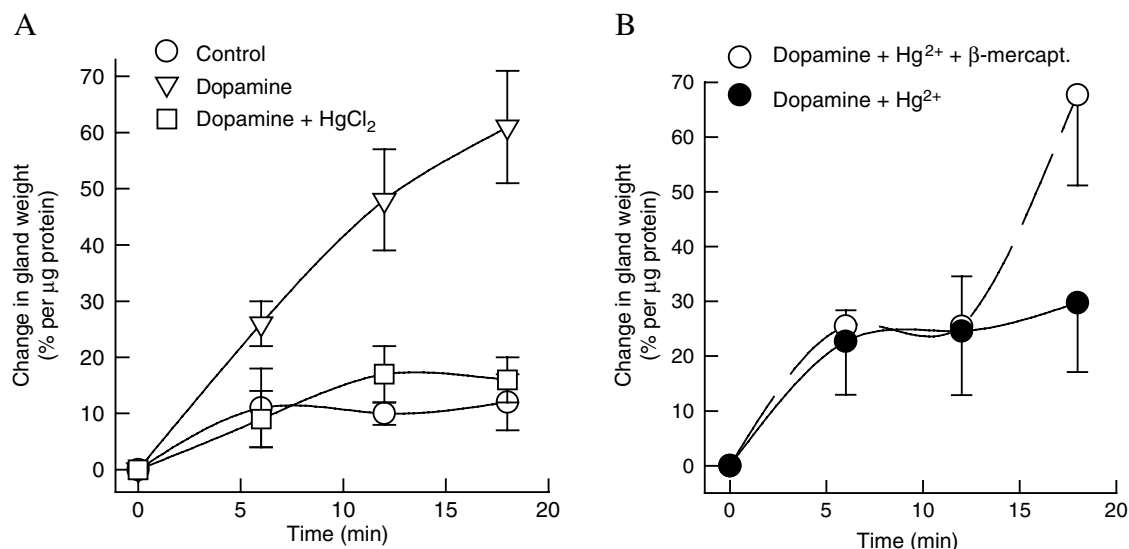 A
Control
Dopamine
Dopamine + HgCl₂
70
60
50
40
30
20
10
0
Change in gland weight
(% per μg protein)
0
5
10
15
20
Time (min)
B
Dopamine + Hg²⁺ + β-mercapt.
Dopamine + Hg²⁺
70
60
50
40
30
20
10
0
Change in gland weight
(% per μg protein)
0
5
10
15
20
Time (min)